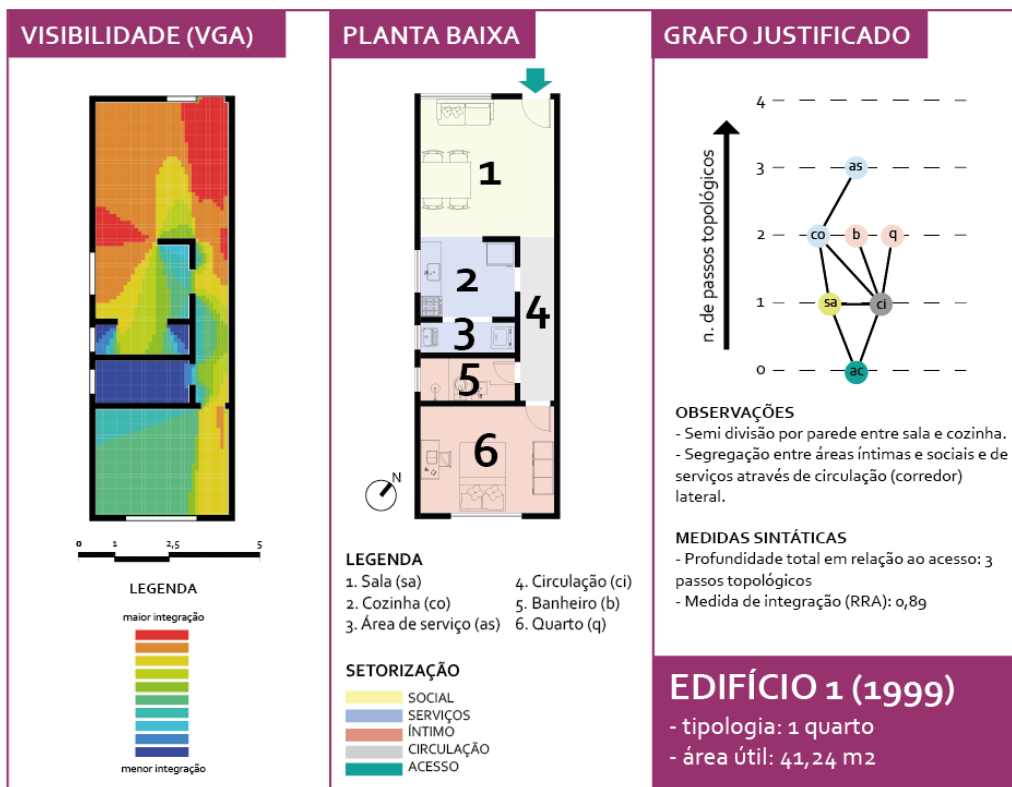 VISIBILIDADE (VGA)
0 1 2,5 5
LEGENDA
maior integração
menor integração
PLANTA BAIXA
1
2
3
4
5
6
N
LEGENDA
1. Sala (sa)
2. Cozinha (co)
3. Área de serviço (as)
4. Circulação (ci)
5. Banheiro (b)
6. Quarto (q)
SETORIZAÇÃO
SOCIAL
SERVIÇOS
ÍNTIMO
CIRCULAÇÃO
ACESSO
GRAFO JUSTIFICADO
n. de passos topológicos
4
3
as
2
co b q
1
sa ci
0
ac
OBSERVAÇÕES
- Semi divisão por parede entre sala e cozinha.
- Segregação entre áreas íntimas e sociais e de
serviços através de circulação (corredor)
lateral.
MEDIDAS SINTÁTICAS
- Profundidade total em relação ao acesso: 3
passos topológicos
- Medida de integração (RRA): 0,89
EDIFÍCIO 1 (1999)
- tipologia: 1 quarto
- área útil: 41,24 m2